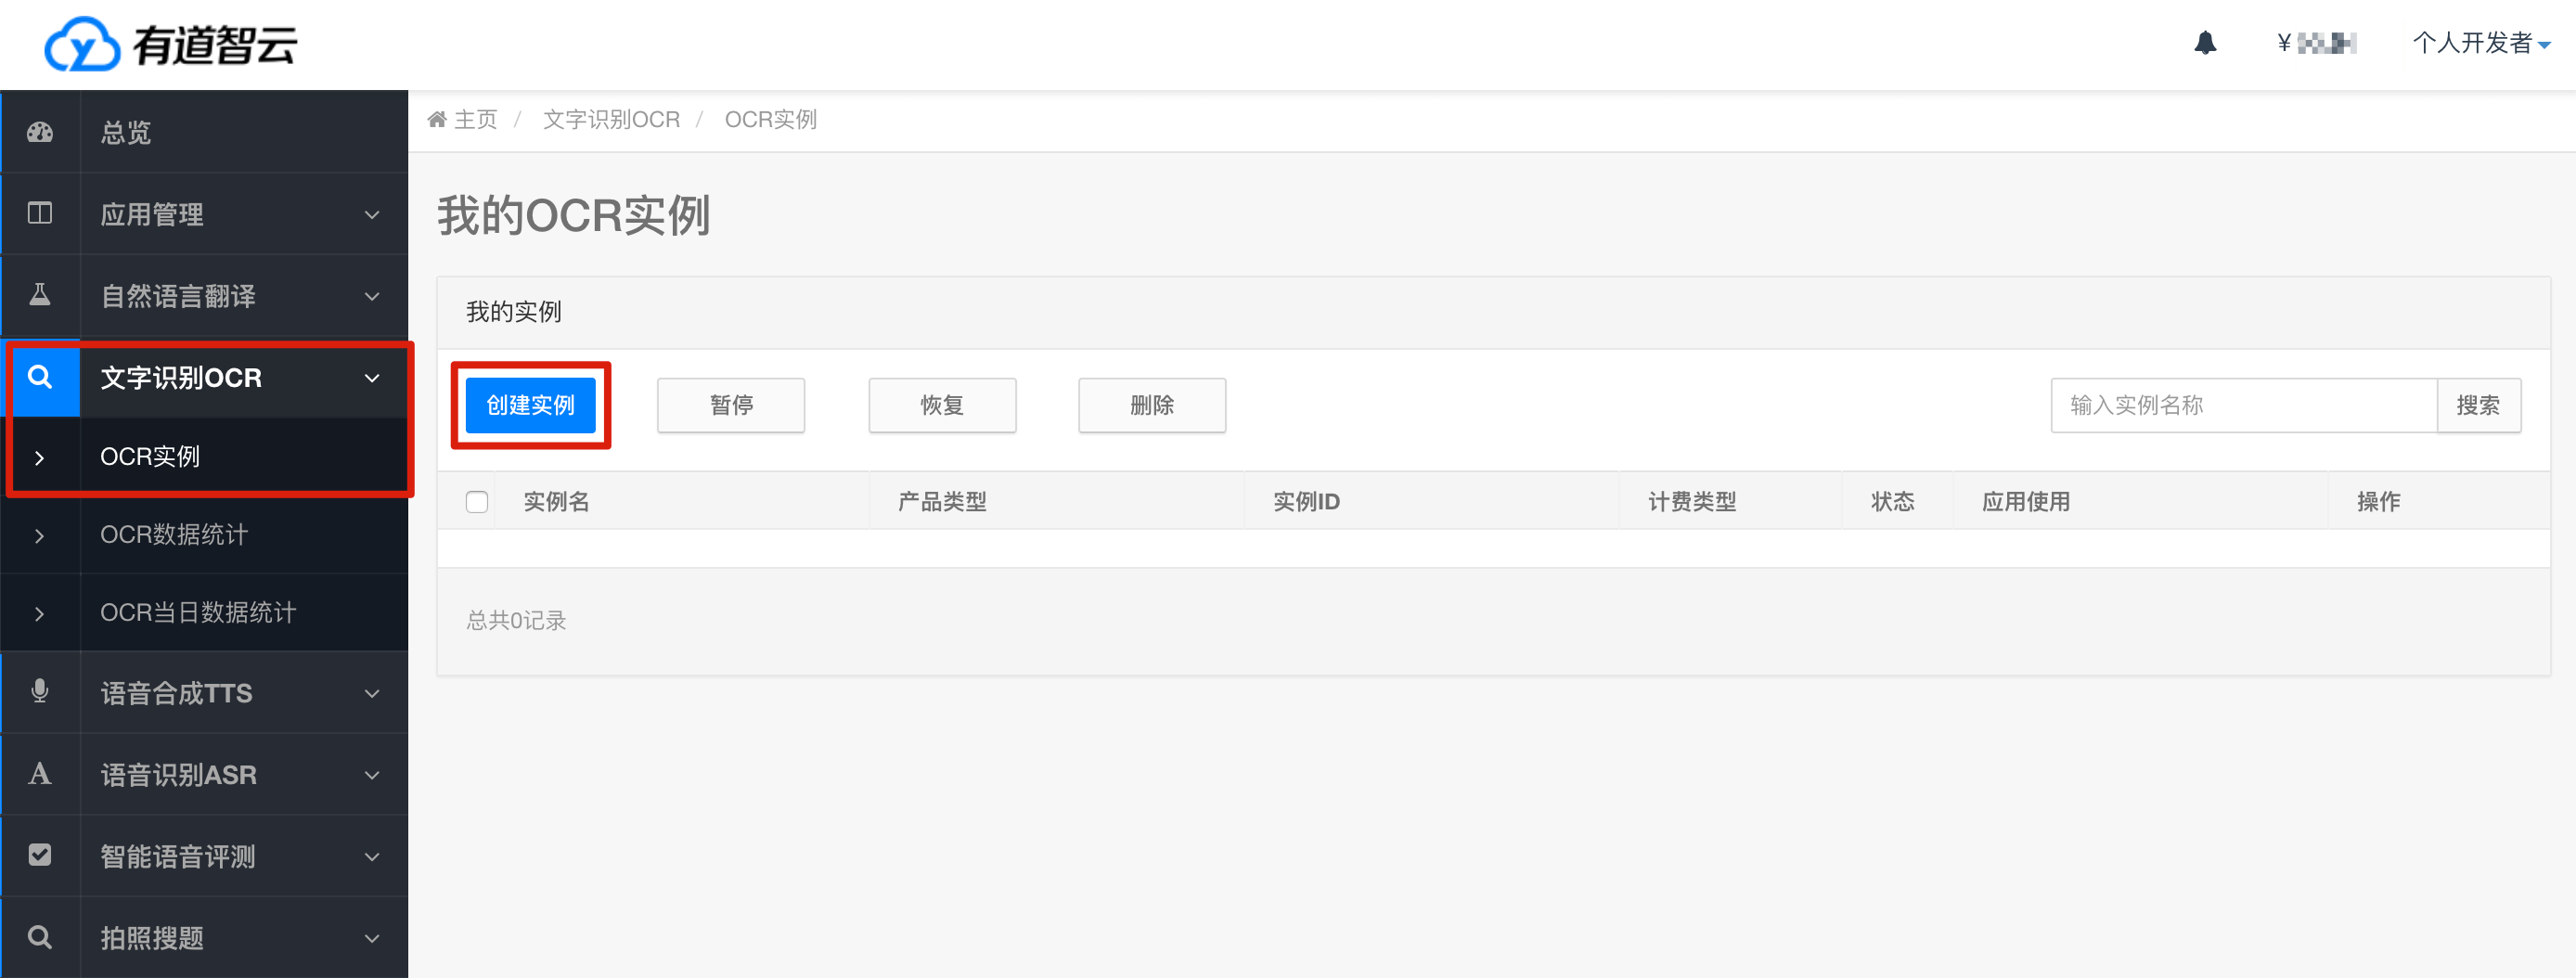 有道智云
¥
个人开发者
总览
应用管理
自然语言翻译
文字识别OCR
OCR实例
OCR数据统计
OCR当日数据统计
语音合成TTS
语音识别ASR
智能语音评测
拍照搜题
主页 / 文字识别OCR / OCR实例
我的OCR实例
我的实例
创建实例 暂停 恢复 删除 输入实例名称 搜索
实例名 产品类型 实例ID 计费类型 状态 应用使用 操作
总共0记录